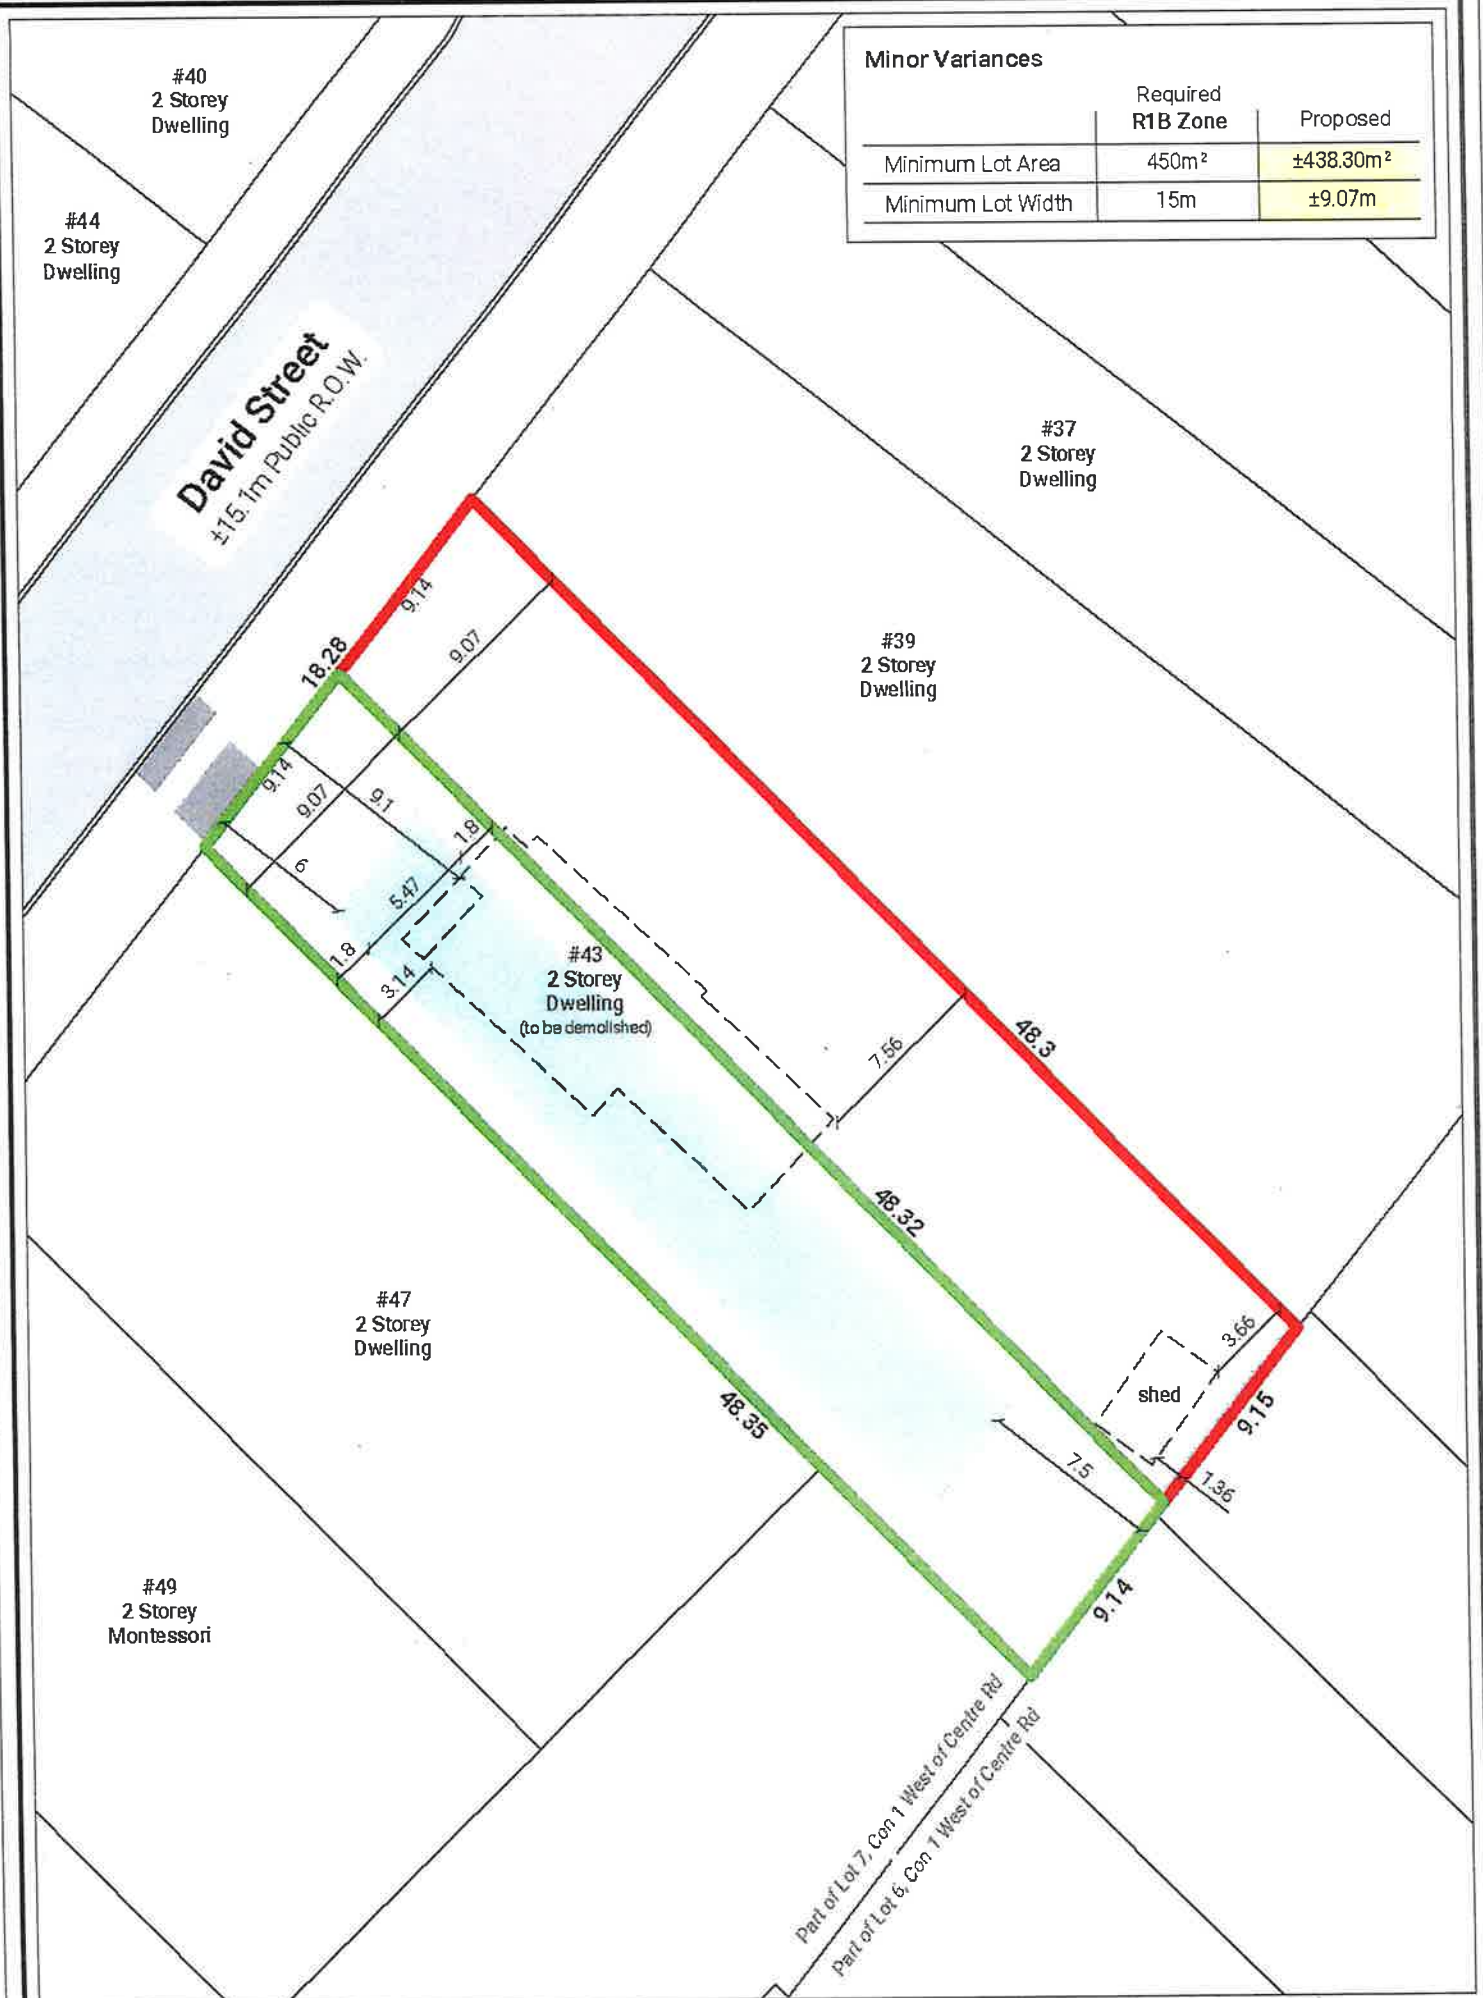 Minor Variances
Required
R1B Zone
Proposed
Minimum Lot Area
450m²
±438.30m²
Minimum Lot Width
15m
±9.07m
#40
2 Storey
Dwelling
#44
2 Storey
Dwelling
David Street
±15.1m Public R.O.W.
#37
2 Storey
Dwelling
#39
2 Storey
Dwelling
9.14
18.28
9.07
9.14
9.07
9.1
6
1.8
5.47
1.8
3.14
#43
2 Storey
Dwelling
(to be demolished)
7.56
48.3
48.32
#47
2 Storey
Dwelling
48.35
3.66
shed
9.15
7.5
1.36
9.14
#49
2 Storey
Montessori
Part of Lot 7, Con 1 West of Centre Rd
Part of Lot 6, Con 1 West of Centre Rd